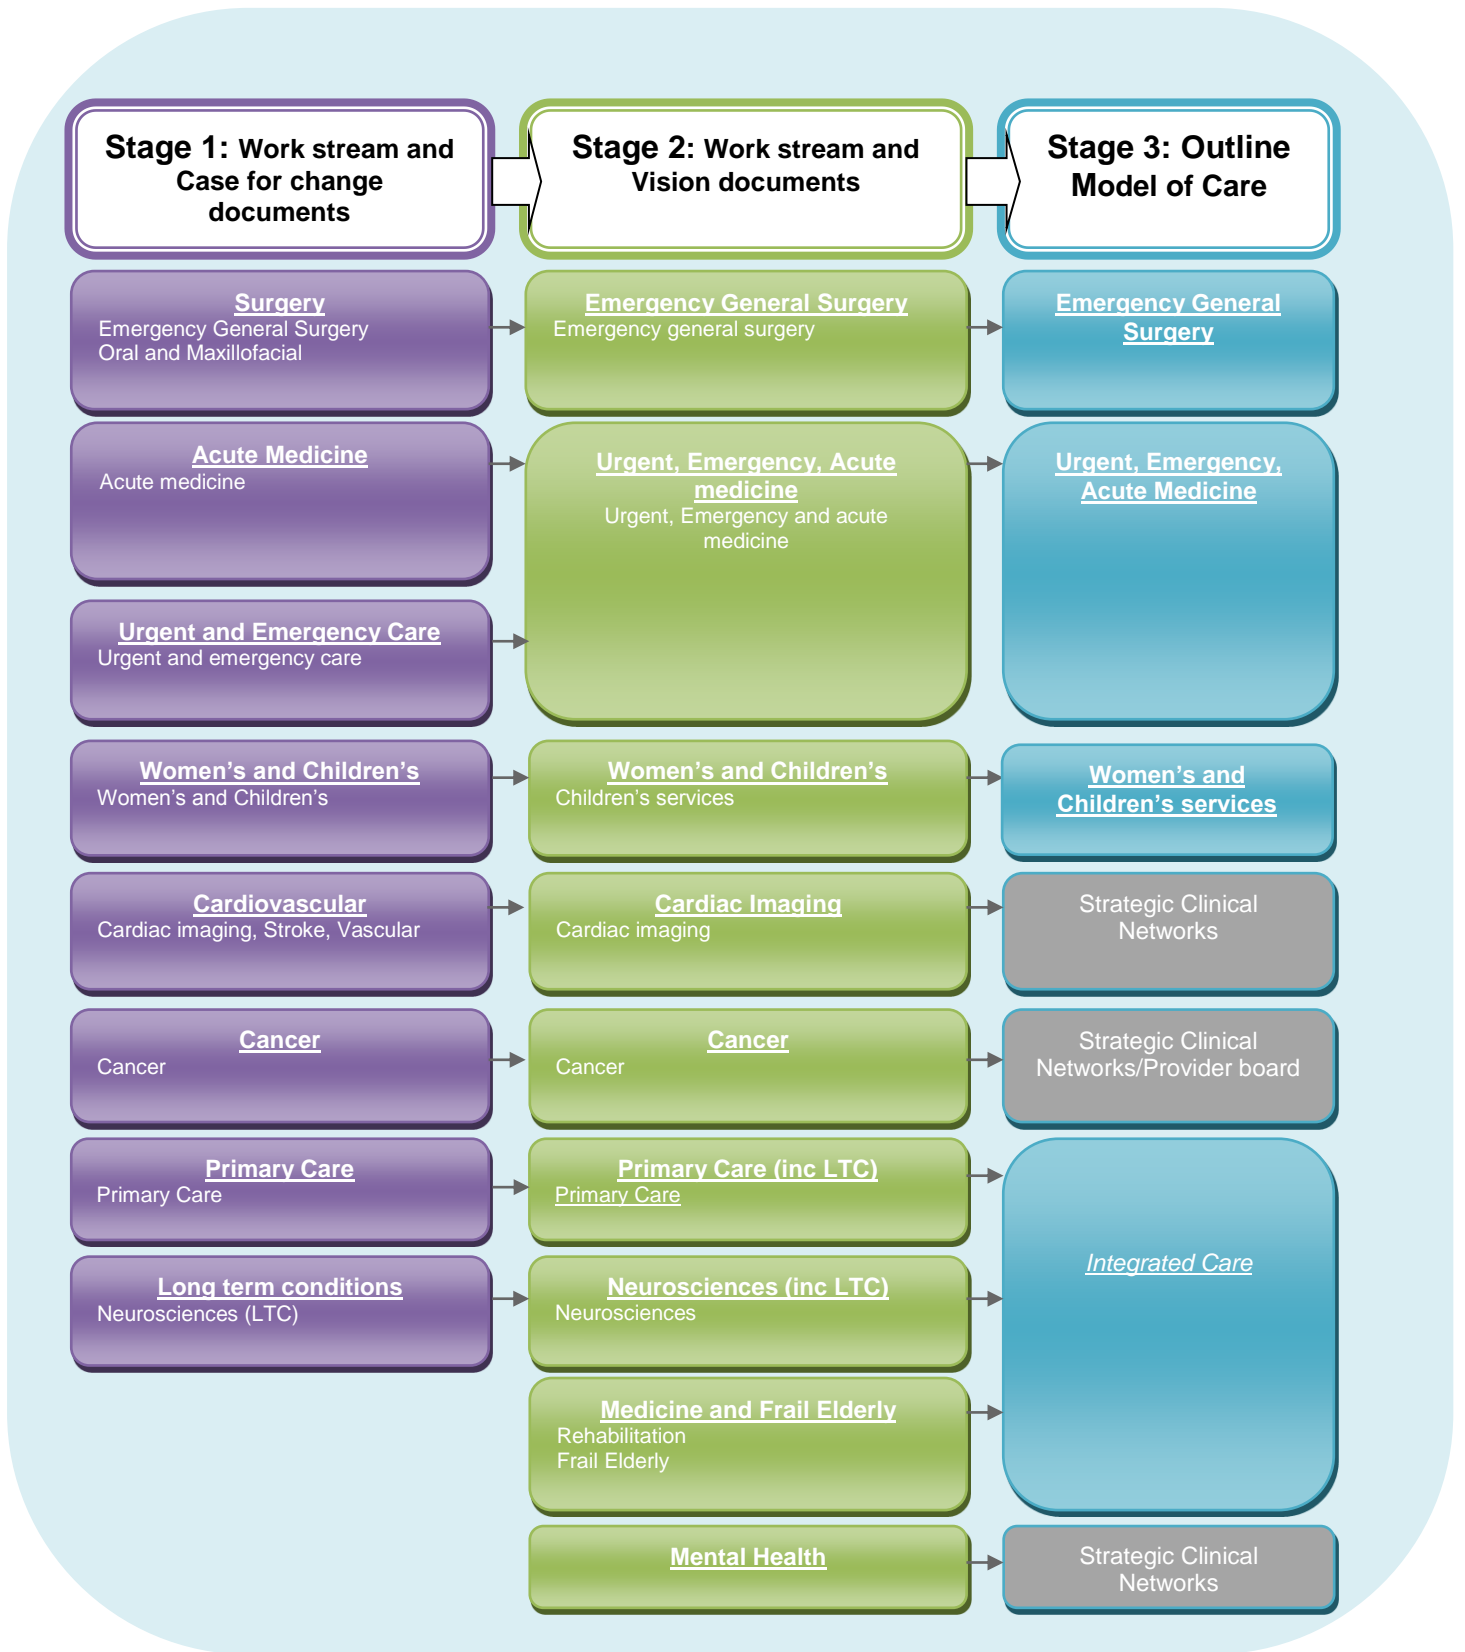 Stage 1: Work stream and
Case for change
documents
Stage 2: Work stream and
Vision documents
Stage 3: Outline
Model of Care
Surgery
Emergency General Surgery
Oral and Maxillofacial
Emergency General Surgery
Emergency general surgery
Emergency General
Surgery
Acute Medicine
Acute medicine
Urgent, Emergency, Acute
medicine
Urgent, Emergency and acute
medicine
Urgent, Emergency,
Acute Medicine
Urgent and Emergency Care
Urgent and emergency care
Women’s and Children’s
Women’s and Children’s
Women’s and Children’s
Children’s services
Women’s and
Children’s services
Cardiovascular
Cardiac imaging, Stroke, Vascular
Cardiac Imaging
Cardiac imaging
Strategic Clinical
Networks
Cancer
Cancer
Cancer
Cancer
Strategic Clinical
Networks/Provider board
Primary Care
Primary Care
Primary Care (inc LTC)
Primary Care
Integrated Care
Long term conditions
Neurosciences (LTC)
Neurosciences (inc LTC)
Neurosciences
Medicine and Frail Elderly
Rehabilitation
Frail Elderly
Mental Health
Strategic Clinical
Networks